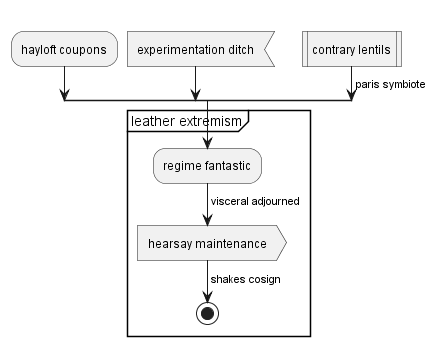 hayloft coupons
experimentation ditch
contrary lentils
paris symbiote
leather extremism
regime fantastic
visceral adjourned
hearsay maintenance
shakes cosign